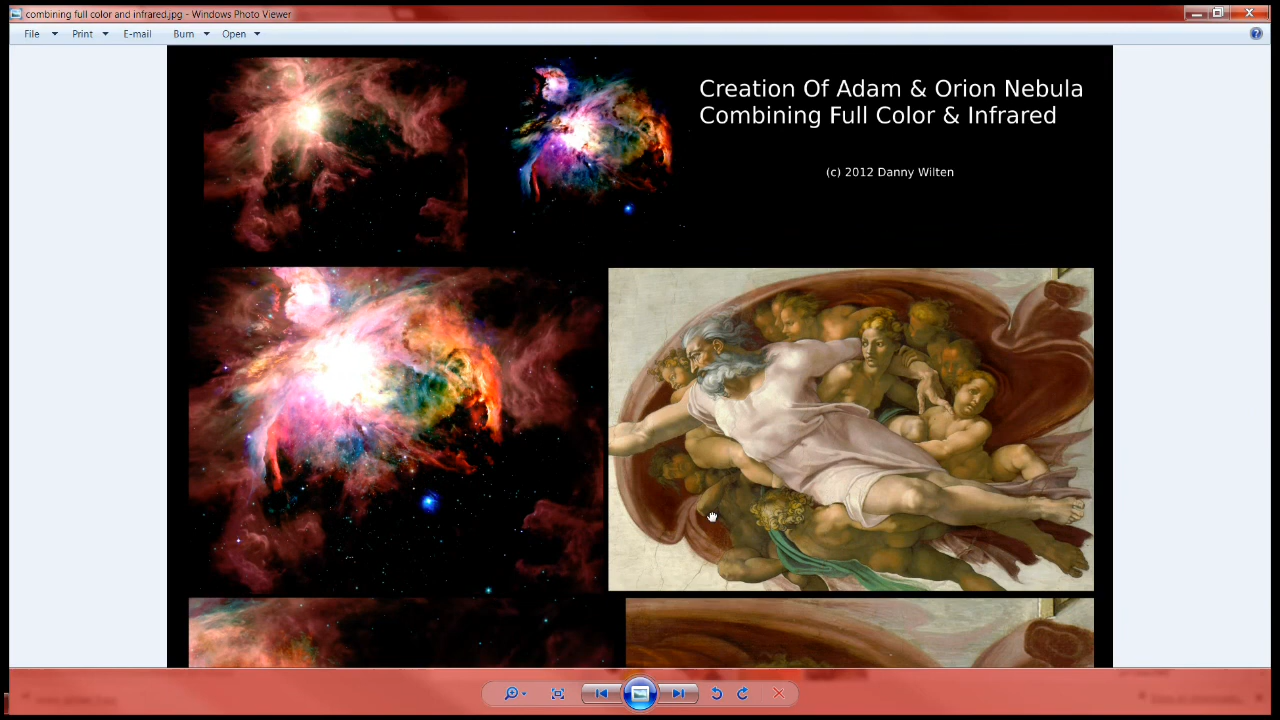 combining full color and infrared.jpg - Windows Photo Viewer
File Print E-mail Burn Open
Creation Of Adam & Orion Nebula
Combining Full Color & Infrared
(c) 2012 Danny Wilten